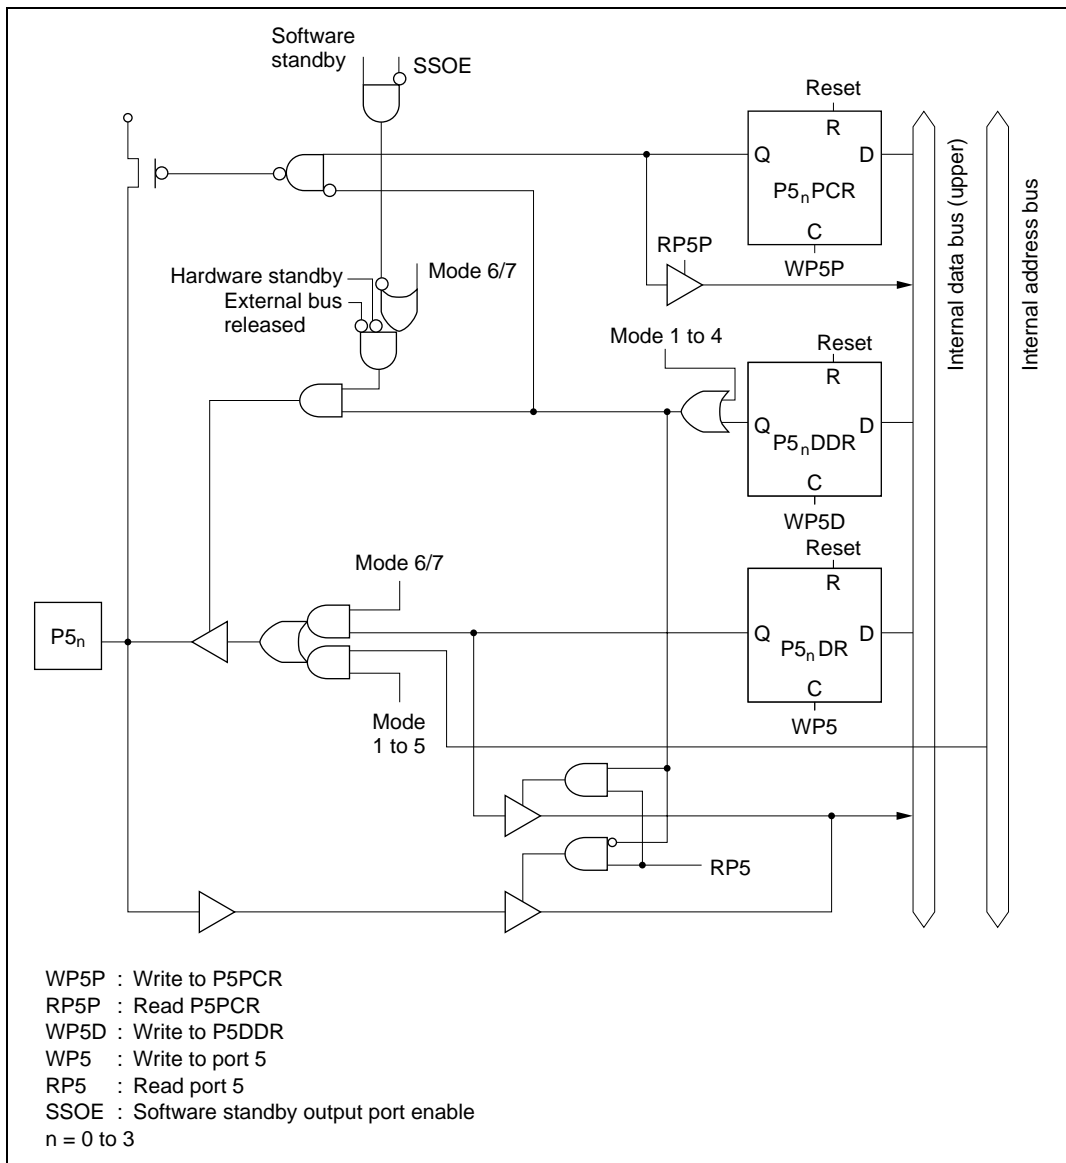 Software
standby
SSOE
Reset
R
Q
D
P5nPCR
C
WP5P
RP5P
Hardware standby
Mode 6/7
External bus
released
Internal data bus (upper)
Internal address bus
Mode 1 to 4
Reset
R
Q
D
P5nDDR
C
WP5D
Reset
R
Mode 6/7
P5n
Q
D
P5n DR
C
WP5
Mode
1 to 5
RP5
WP5P : Write to P5PCR
RP5P : Read P5PCR
WP5D : Write to P5DDR
WP5 : Write to port 5
RP5 : Read port 5
SSOE : Software standby output port enable
n = 0 to 3